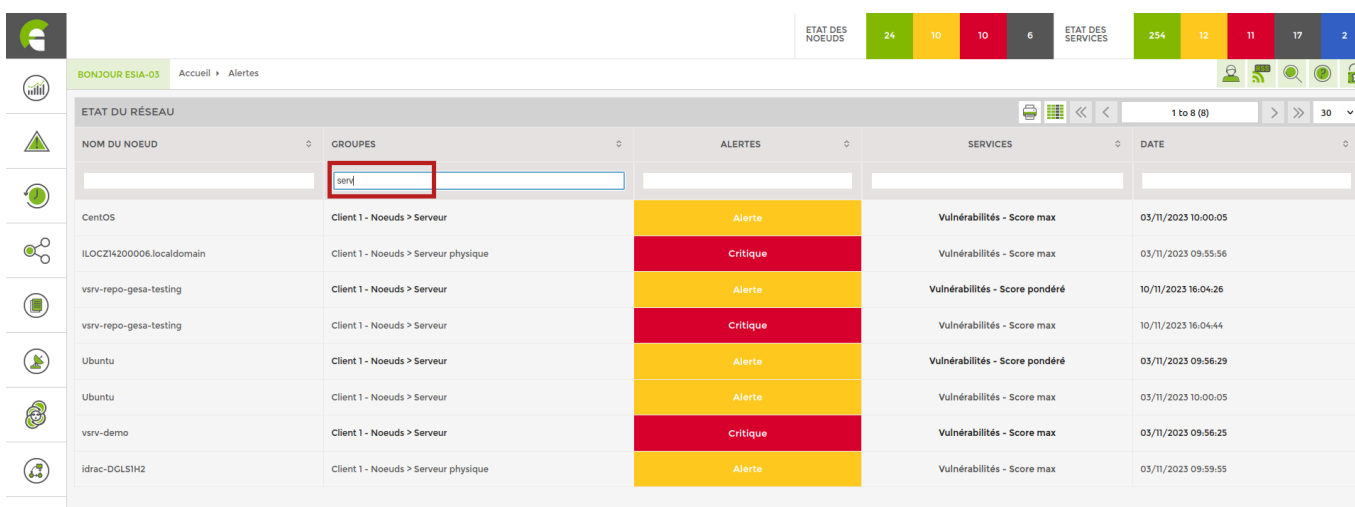 ETAT DES NOEUDS 24 10 10 6 ETAT DES SERVICES 254 12 11 17 2
BONJOUR ESIA-03 Accueil Alertes RSS
ETAT DU RÉSEAU 1 to 8 (8) 30
NOM DU NOEUD GROUPES ALERTES SERVICES DATE
serv
CentOS Client 1 - Noeuds > Serveur Alerte Vulnérabilités - Score max 03/11/2023 10:00:05
ILOCZ14200006.localdomain Client 1 - Noeuds > Serveur physique Critique Vulnérabilités - Score max 03/11/2023 09:55:56
vsrv-repo-gesa-testing Client 1 - Noeuds > Serveur Alerte Vulnérabilités - Score pondéré 10/11/2023 16:04:26
vsrv-repo-gesa-testing Client 1 - Noeuds > Serveur Critique Vulnérabilités - Score max 10/11/2023 16:04:44
Ubuntu Client 1 - Noeuds > Serveur Alerte Vulnérabilités - Score pondéré 03/11/2023 09:56:29
Ubuntu Client 1 - Noeuds > Serveur Alerte Vulnérabilités - Score max 03/11/2023 10:00:05
vsrv-demo Client 1 - Noeuds > Serveur Critique Vulnérabilités - Score max 03/11/2023 09:56:25
idrac-DGLS1H2 Client 1 - Noeuds > Serveur physique Alerte Vulnérabilités - Score max 03/11/2023 09:59:55